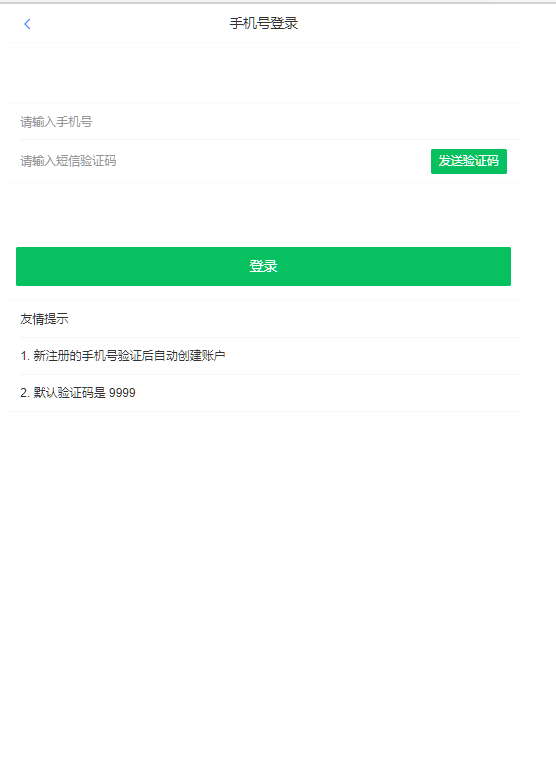 手机号登录
请输入手机号
请输入短信验证码 发送验证码
登录
友情提示
1. 新注册的手机号验证后自动创建账户
2. 默认验证码是 9999